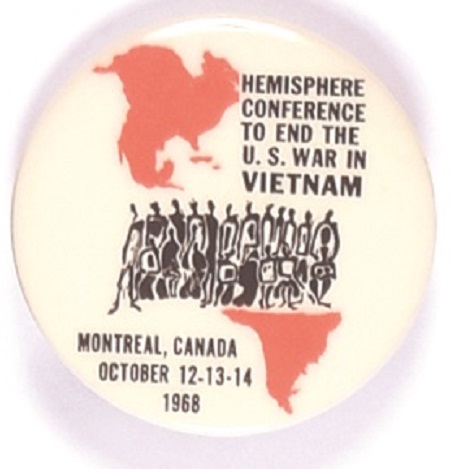 HEMISPHERE
CONFERENCE
TO END THE
U. S. WAR IN
VIETNAM
MONTREAL, CANADA
OCTOBER 12-13-14
1968